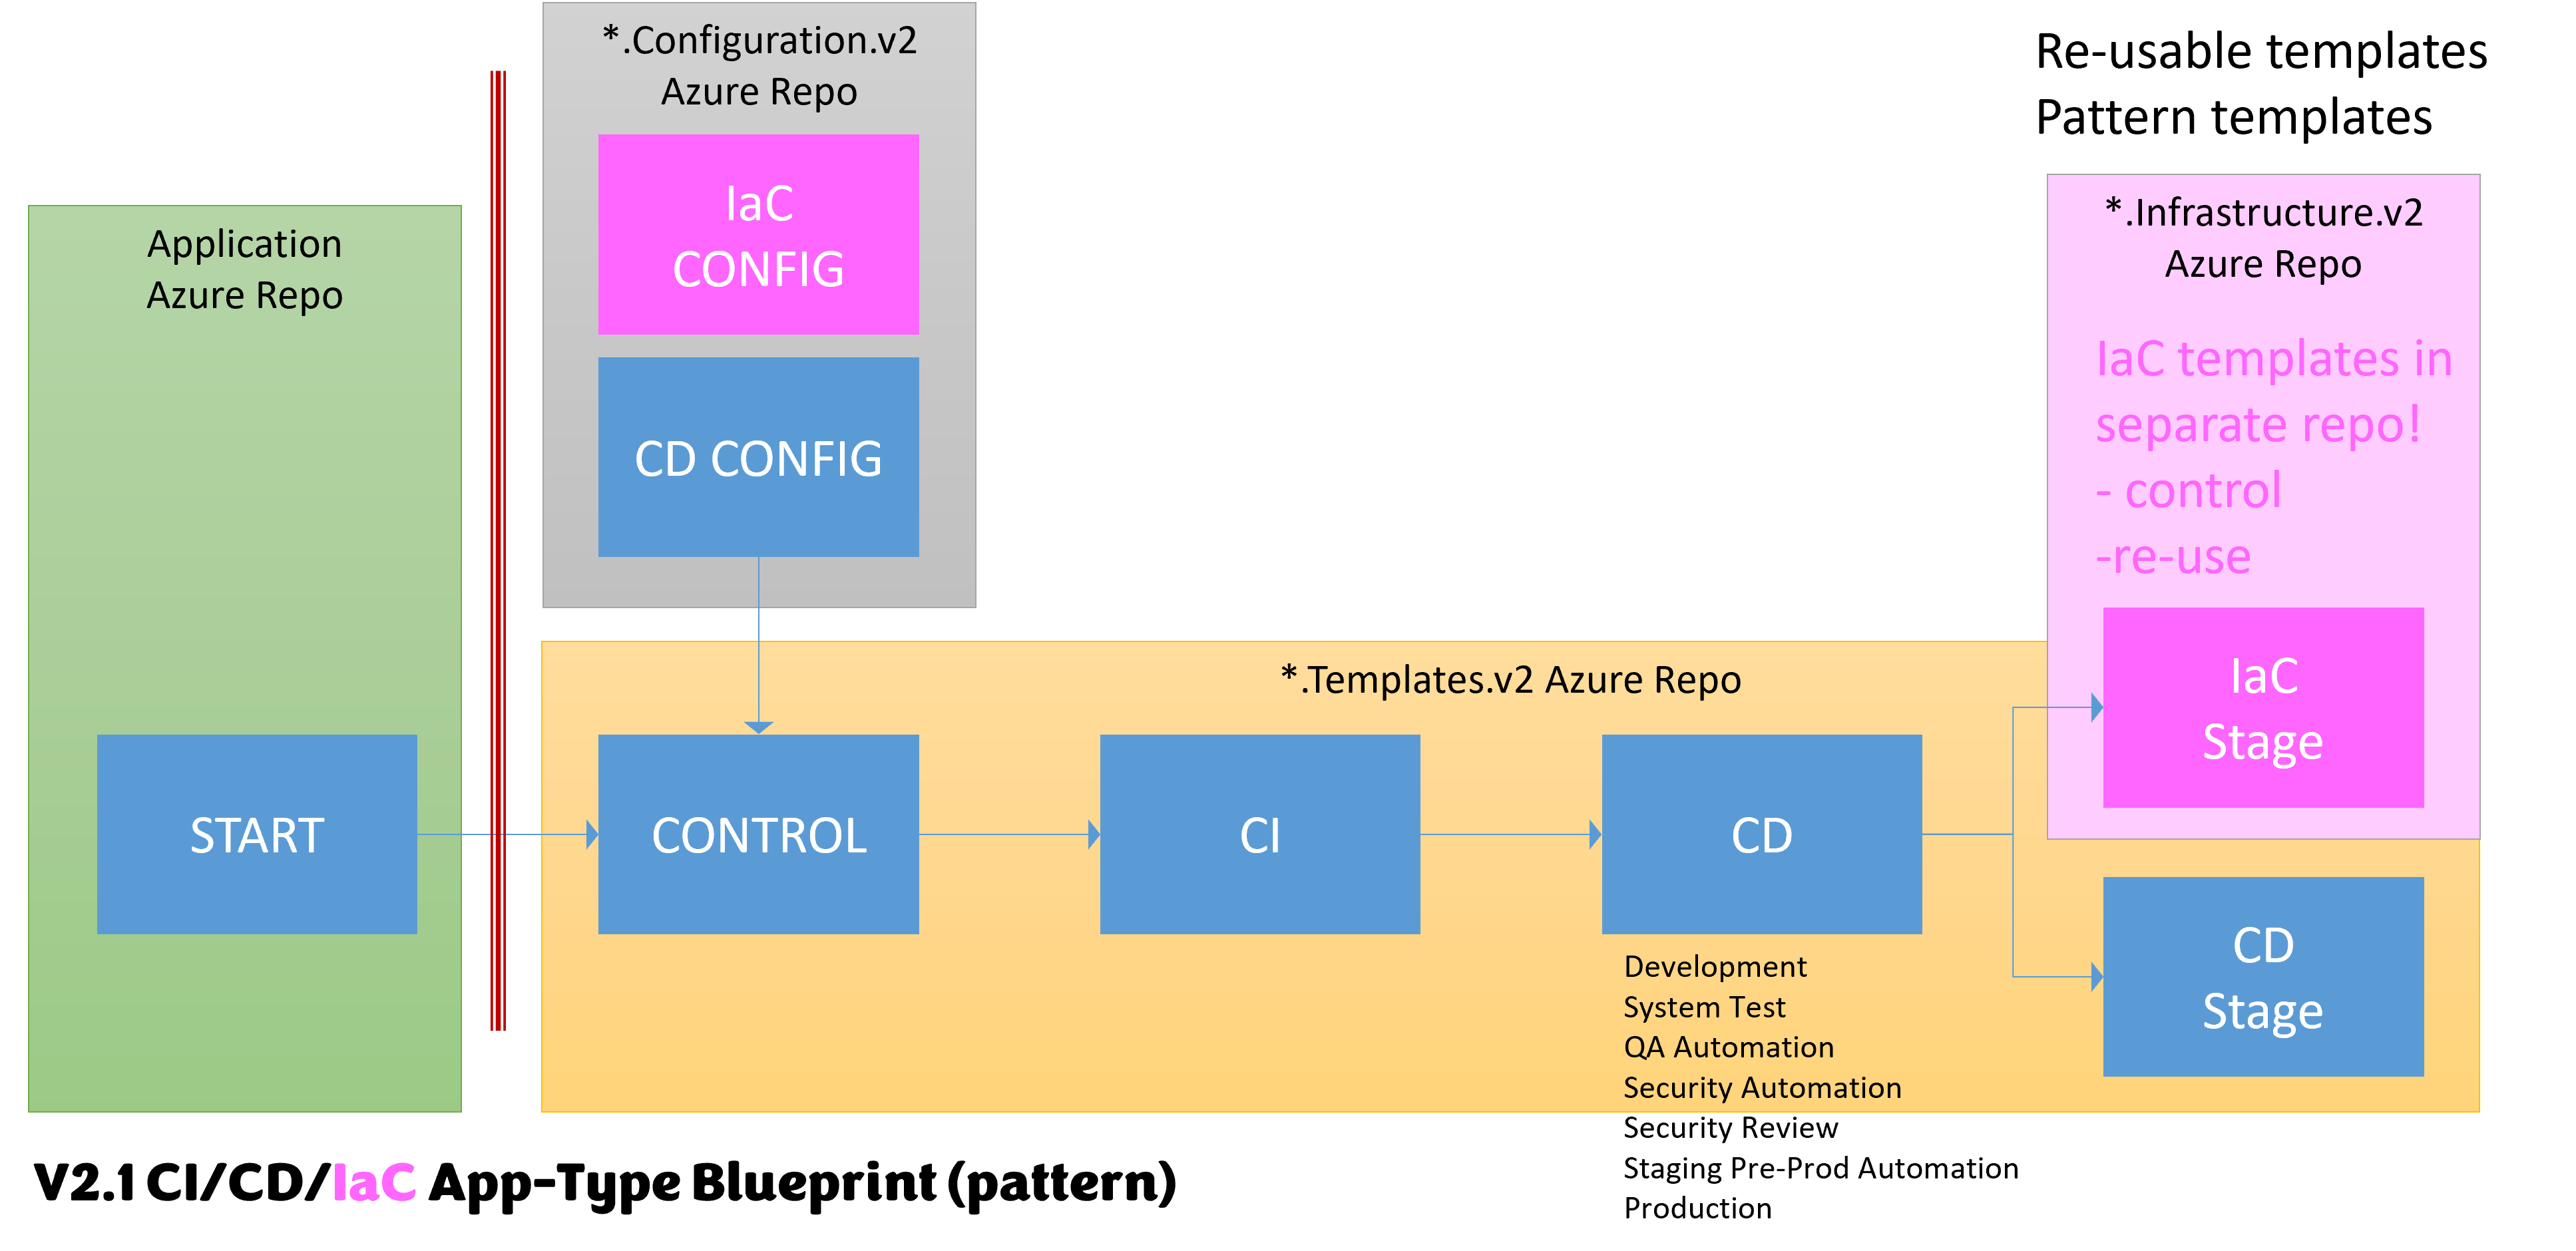 *.Configuration.v2
Azure Repo
IaC
CONFIG
CD CONFIG
Re-usable templates
Pattern templates
Application
Azure Repo
*.Infrastructure.v2
Azure Repo
IaC templates in
separate repo!
- control
-re-use
IaC
Stage
*.Templates.v2 Azure Repo
START
CONTROL
CI
CD
CD
Stage
Development
System Test
QA Automation
Security Automation
Security Review
Staging Pre-Prod Automation
Production
V2.1 CI/CD/IaC App-Type Blueprint (pattern)